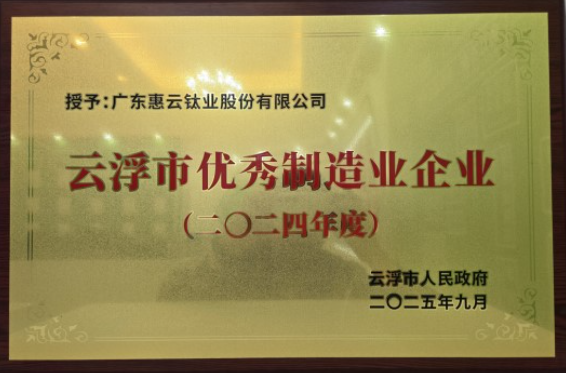 授予：广东惠云钛业股份有限公司
云浮市优秀制造业企业
（二〇二四年度）
云浮市人民政府
二〇二五年九月